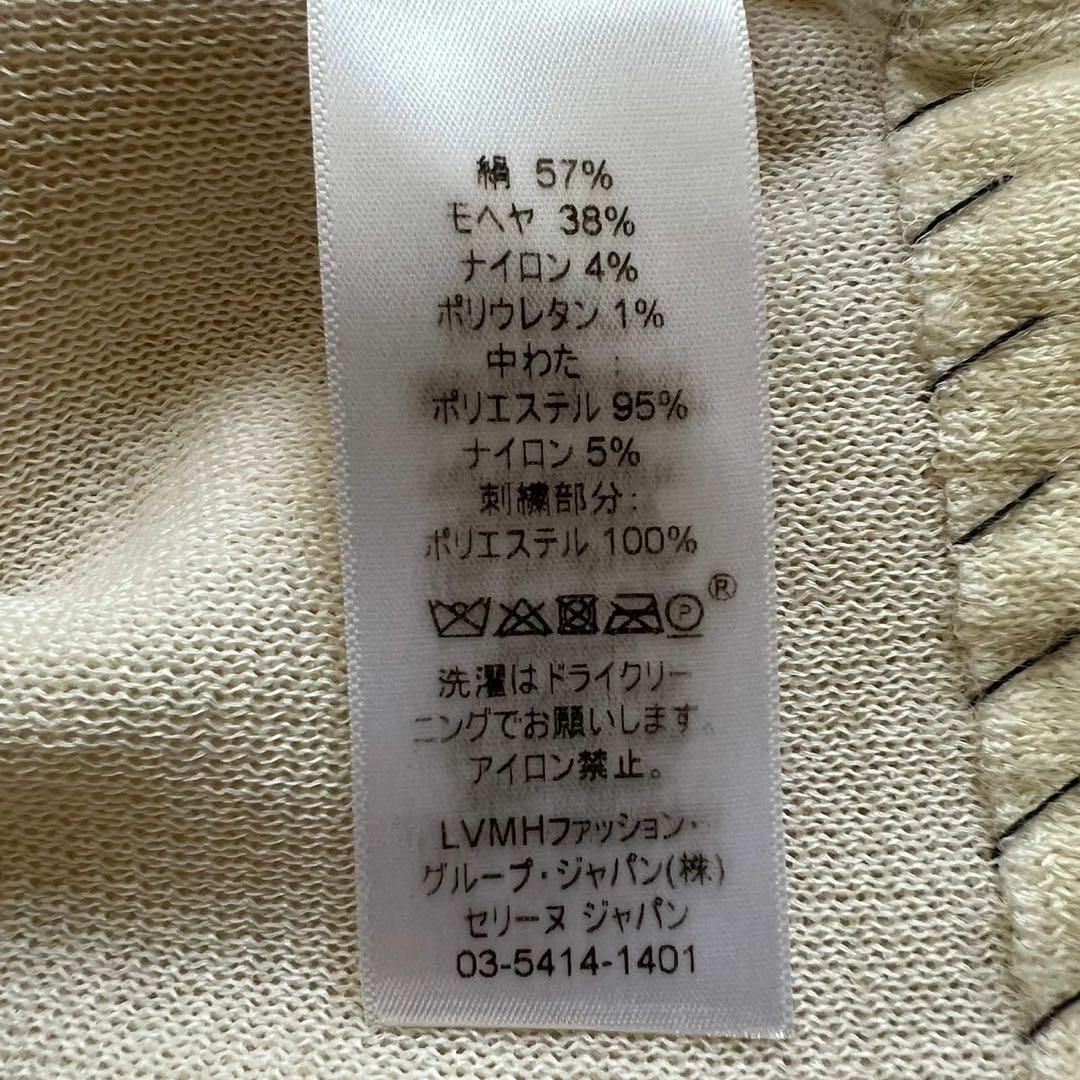 絹 57%
モヘヤ 38%
ナイロン 4%
ポリウレタン 1%
中わた :
ポリエステル 95%
ナイロン 5%
刺繍部分:
ポリエステル 100%
P ®
洗濯はドライクリー
ニングでお願いします。
アイロン禁止。
LVMHファッション・
グループ・ジャパン(株)
セリーヌ ジャパン
03-5414-1401